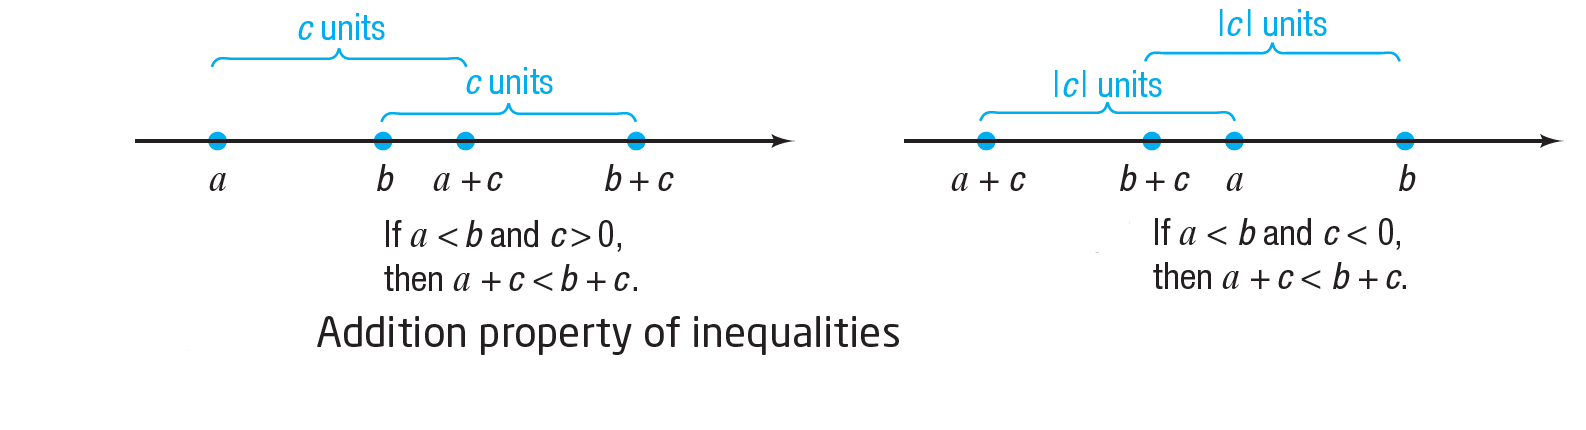 c units
c units
a b a + c b + c
If a < b and c > 0,
then a + c < b + c.
|c| units
|c| units
a + c b + c a b
If a < b and c < 0,
then a + c < b + c.
Addition property of inequalities